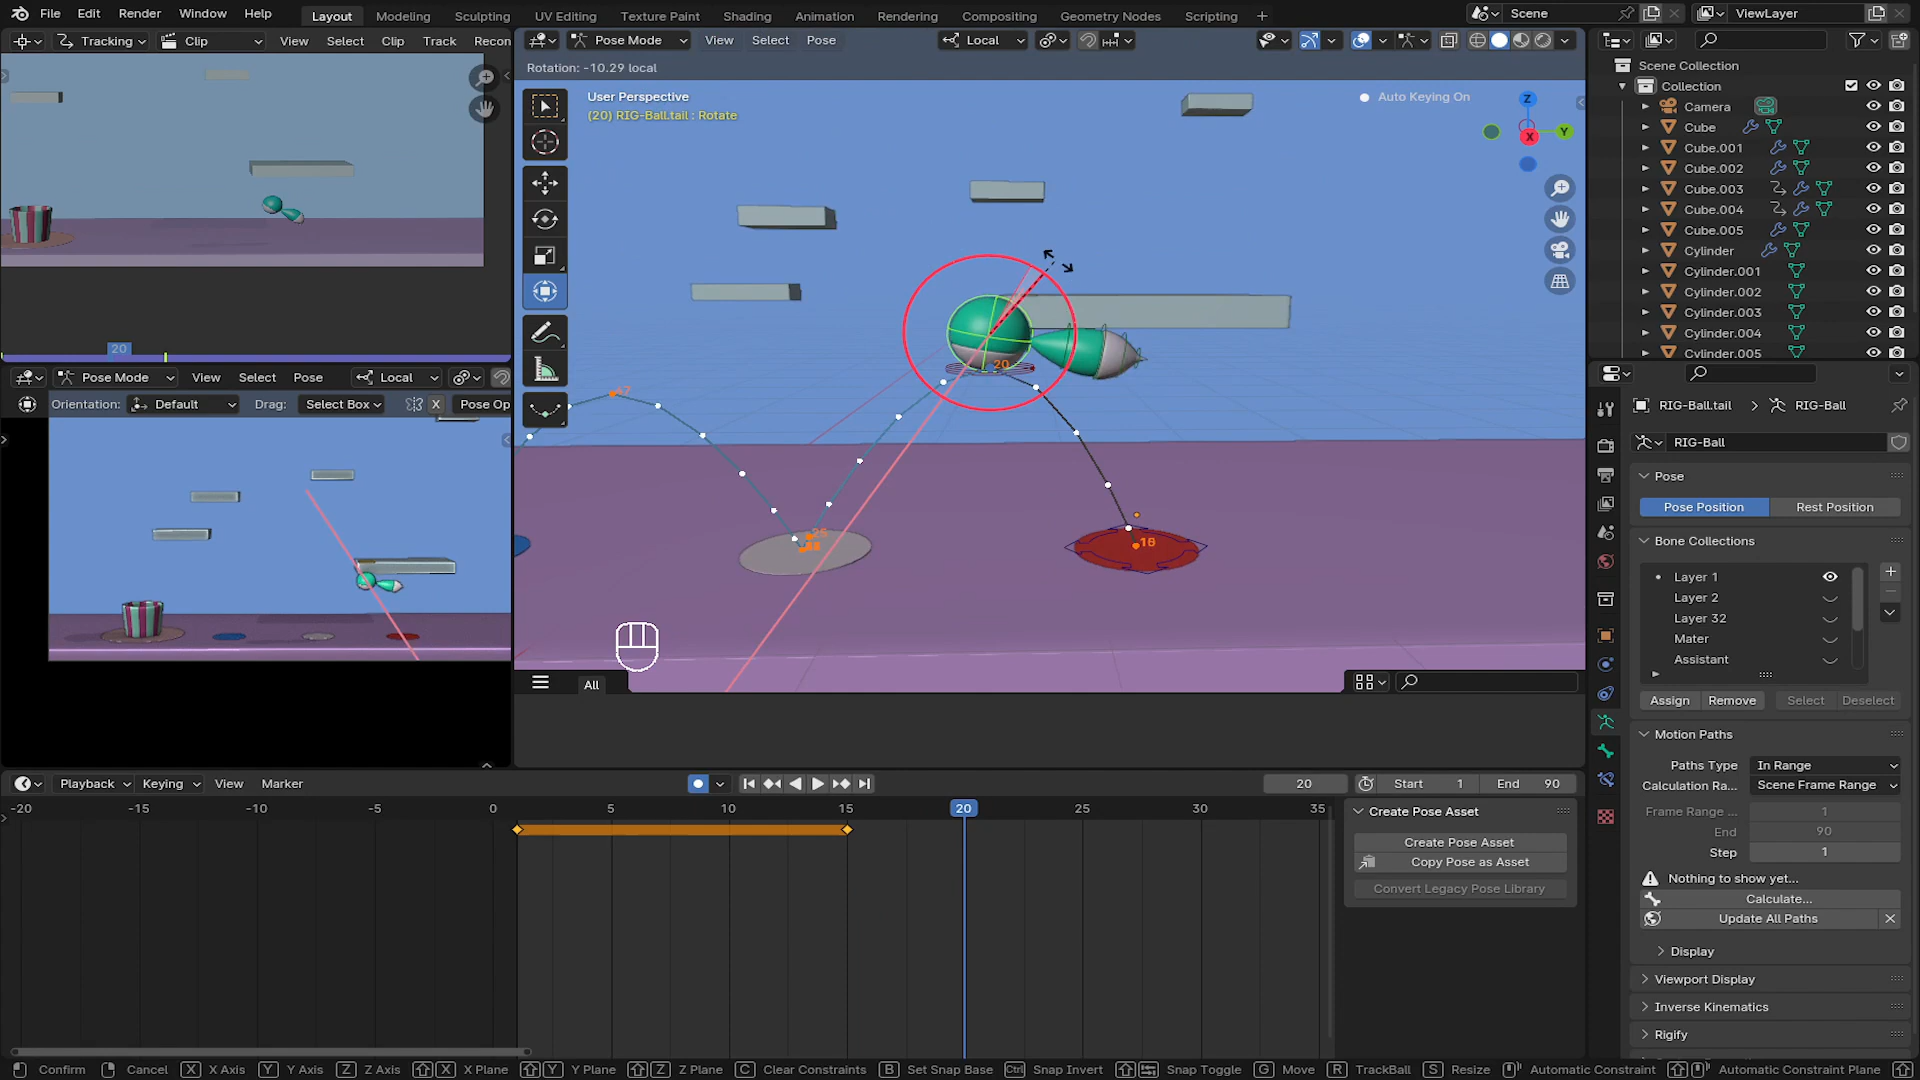 File Edit Render Window Help Layout Modeling Sculpting UV Editing Texture Paint Shading Animation Rendering Compositing Geometry Nodes Scripting + Scene ViewLayer
Tracking Clip View Select Clip Track Recon
20
Pose Mode View Select Pose Local
Orientation: Default Drag: Select Box X Pose Op
Pose Mode View Select Pose Local
Rotation: -10.29 local
User Perspective
(20) RIG-Ball.tail : Rotate
Auto Keying On
Z
Y
X
20
18
All
Scene Collection
Collection
Camera
Cube
Cube.001
Cube.002
Cube.003
Cube.004
Cube.005
Cylinder
Cylinder.001
Cylinder.002
Cylinder.003
Cylinder.004
Cylinder.005
RIG-Ball.tail > RIG-Ball
RIG-Ball
Pose
Pose Position Rest Position
Bone Collections
Layer 1
Layer 2
Layer 32
Mater
Assistant
Assign Remove Select Deselect
Motion Paths
Paths Type In Range
Calculation Ra... Scene Frame Range
Frame Range ... 1
End 90
Step 1
Nothing to show yet...
Calculate...
Update All Paths
Display
Viewport Display
Inverse Kinematics
Rigify
Playback Keying View Marker 20 Start 1 End 90
-20 -15 -10 -5 0 5 10 15 20 25 30 35
Create Pose Asset
Create Pose Asset
Copy Pose as Asset
Convert Legacy Pose Library
Confirm Cancel X X Axis Y Y Axis Z Z Axis X X Plane Y Y Plane Z Z Plane C Clear Constraints B Set Snap Base Ctrl Snap Invert Snap Toggle G Move R TrackBall S Resize Automatic Constraint Automatic Constraint Plane